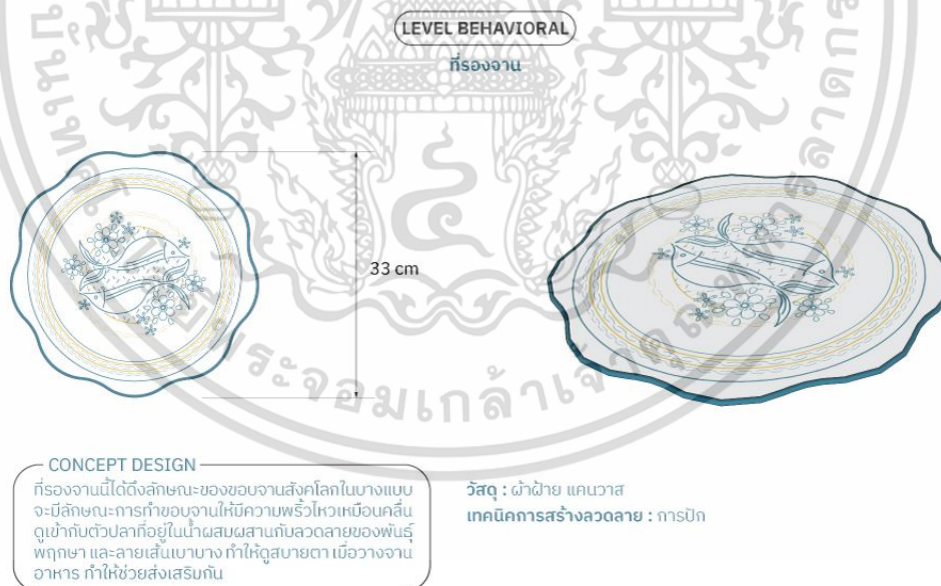 LEVEL BEHAVIORAL
ที่รองจาน
33 cm
CONCEPT DESIGN
ที่รองจานนี้ได้ดึงลักษณะของขอบจานสังคโลกในบางแบบ
จะมีลักษณะการทำขอบจานให้มีความพริ้วไหวเหมือนคลื่น
ดูเข้ากับตัวปลาที่อยู่ในน้ำผสมผสานกับลวดลายของพันธุ์
พฤกษา และลายเส้นเบาบาง ทำให้ดูสบายตา เมื่อวางจาน
อาหาร ทำให้ช่วยส่งเสริมกัน
วัสดุ : ผ้าฝ้าย แคนวาส
เทคนิคการสร้างลวดลาย : การปัก